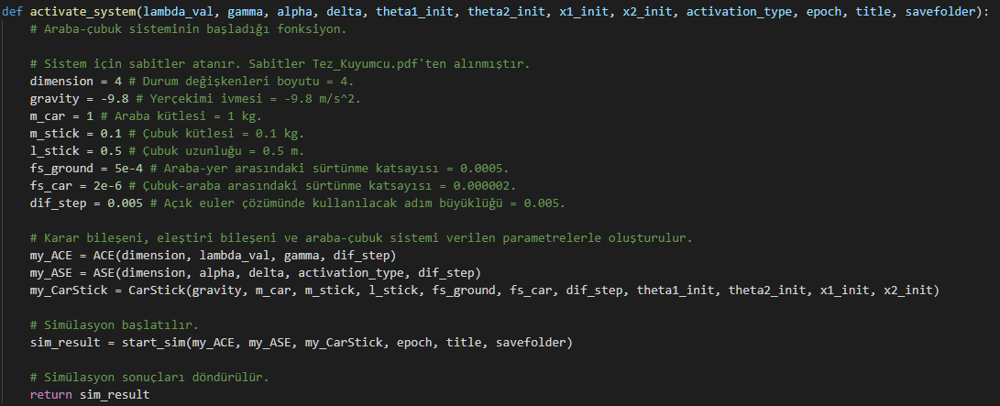 def activate_system(lambda_val, gamma, alpha, delta, theta1_init, theta2_init, x1_init, x2_init, activation_type, epoch, title, savefolder):
    # Araba-çubuk sisteminin başladığı fonksiyon.

    # Sistem için sabitler atanır. Sabitler Tez_Kuyumcu.pdf'ten alınmıştır.
    dimension = 4 # Durum değişkenleri boyutu = 4.
    gravity = -9.8 # Yerçekimi ivmesi = -9.8 m/s^2.
    m_car = 1 # Araba kütlesi = 1 kg.
    m_stick = 0.1 # Çubuk kütlesi = 0.1 kg.
    l_stick = 0.5 # Çubuk uzunluğu = 0.5 m.
    fs_ground = 5e-4 # Araba-yer arasındaki sürtünme katsayısı = 0.0005.
    fs_car = 2e-6 # Çubuk-araba arasındaki sürtünme katsayısı = 0.000002.
    dif_step = 0.005 # Açık euler çözümünde kullanılacak adım büyüklüğü = 0.005.

    # Karar bileşeni, eleştiri bileşeni ve araba-çubuk sistemi verilen parametrelerle oluşturulur.
    my_ACE = ACE(dimension, lambda_val, gamma, dif_step)
    my_ASE = ASE(dimension, alpha, delta, activation_type, dif_step)
    my_CarStick = CarStick(gravity, m_car, m_stick, l_stick, fs_ground, fs_car, dif_step, theta1_init, theta2_init, x1_init, x2_init)

    # Simülasyon başlatılır.
    sim_result = start_sim(my_ACE, my_ASE, my_CarStick, epoch, title, savefolder)

    # Simülasyon sonuçları döndürülür.
    return sim_result